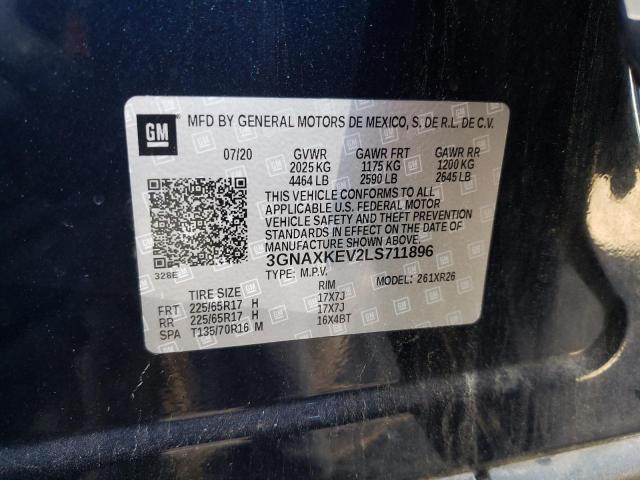 GM MFD BY GENERAL MOTORS DE MEXICO, S. DE R.L. DE C.V.
07/20 GVWR GAWR FRT GAWR RR
2025 KG 1175 KG 1200 KG
4464 LB 2590 LB 2645 LB
THIS VEHICLE CONFORMS TO ALL
APPLICABLE U.S. FEDERAL MOTOR
VEHICLE SAFETY AND THEFT PREVENTION
STANDARDS IN EFFECT ON THE DATE OF
MANUFACTURE SHOWN ABOVE.
328E 3GNAXKEV2LS711896
TYPE: M.P.V. MODEL: 261XR26
TIRE SIZE RIM
FRT 225/65R17 H 17X7J
RR 225/65R17 H 17X7J
SPA T135/70R16 M 16X4BT